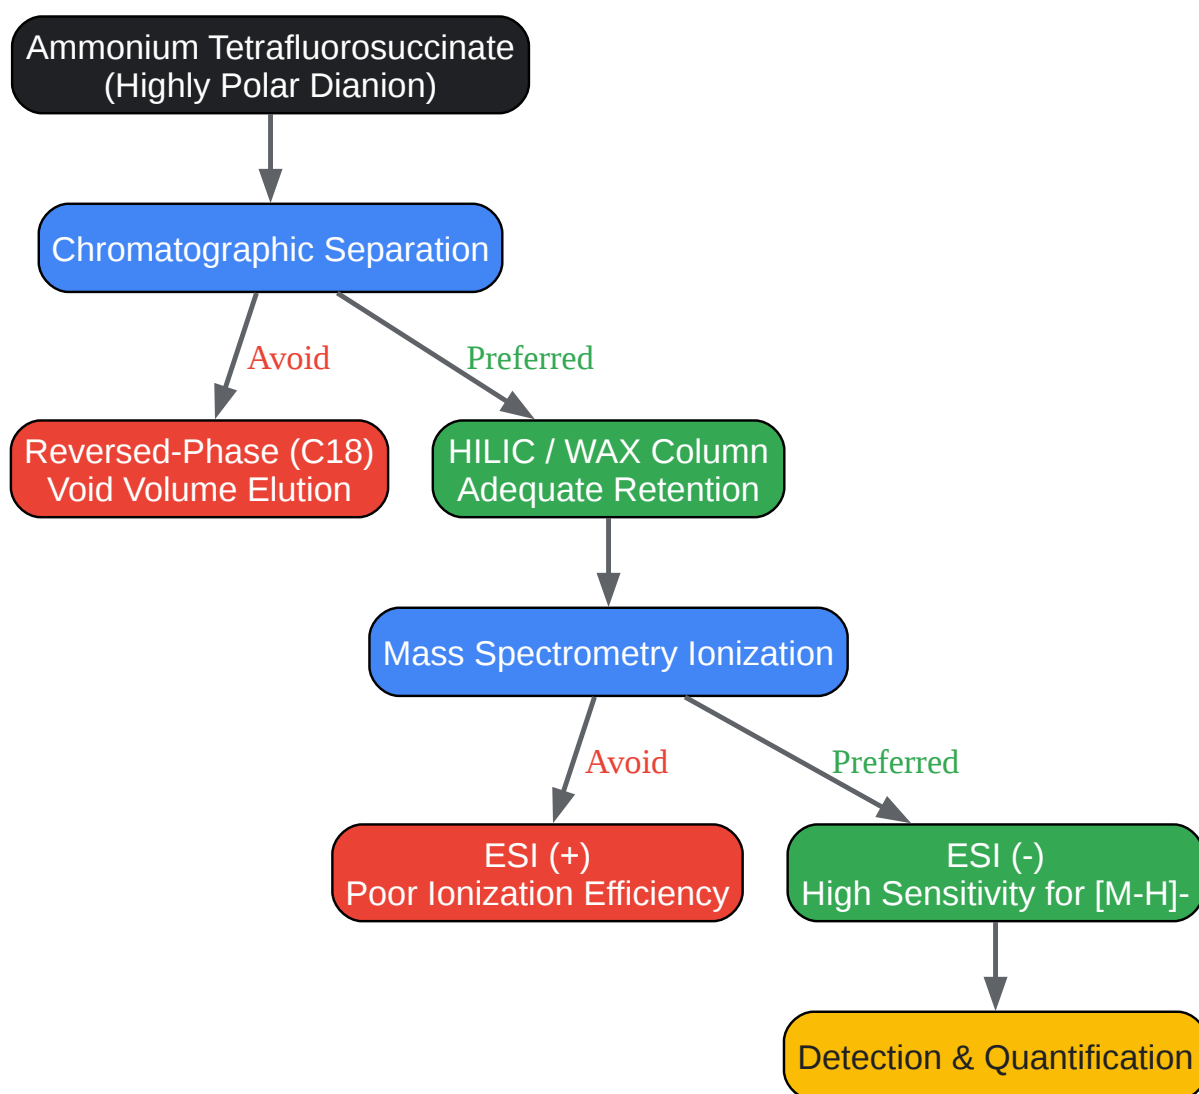 Ammonium Tetrafluorosuccinate
(Highly Polar Dianion)
Chromatographic Separation
Avoid
Preferred
Reversed-Phase (C18)
Void Volume Elution
HILIC / WAX Column
Adequate Retention
Mass Spectrometry Ionization
Avoid
Preferred
ESI (+)
Poor Ionization Efficiency
ESI (-)
High Sensitivity for [M-H]-
Detection & Quantification